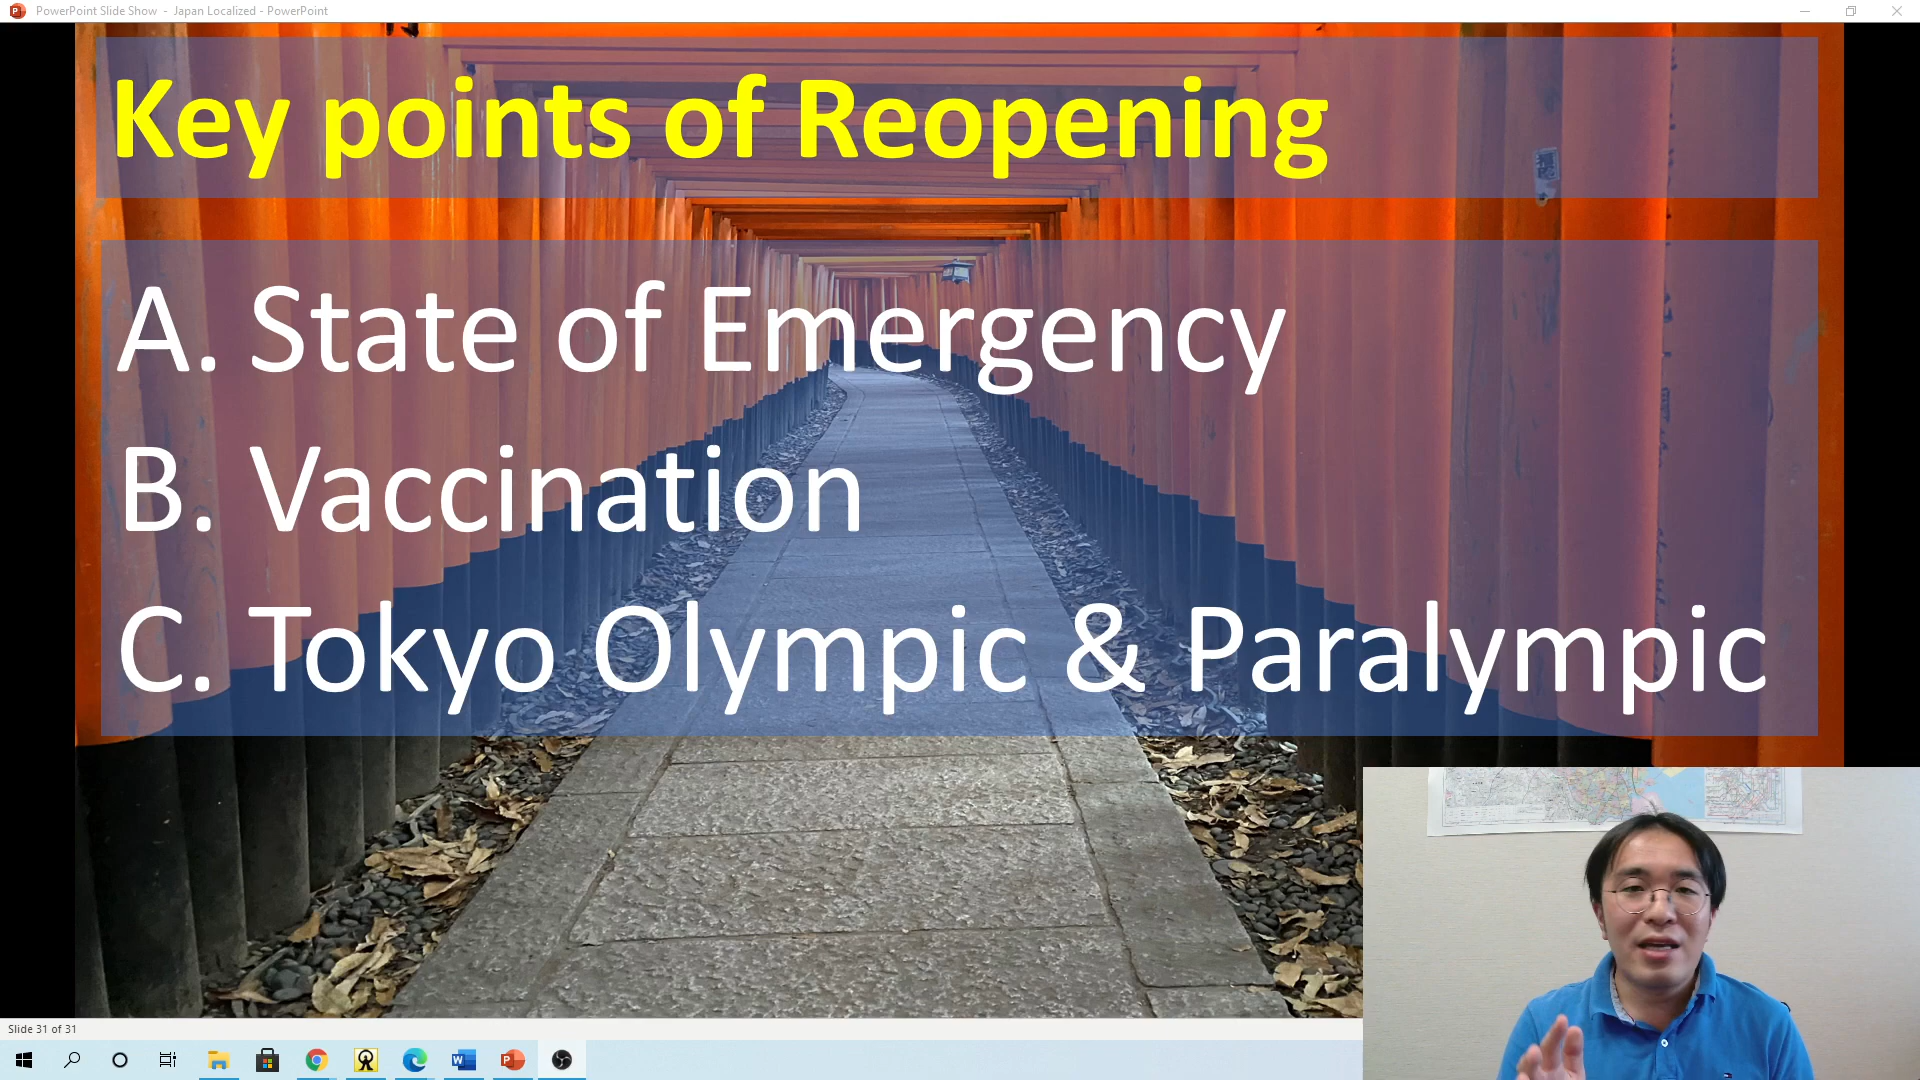 PowerPoint Slide Show - Japan Localized - PowerPoint
Key points of Reopening
A. State of Emergency
B. Vaccination
C. Tokyo Olympic & Paralympic
Slide 31 of 31